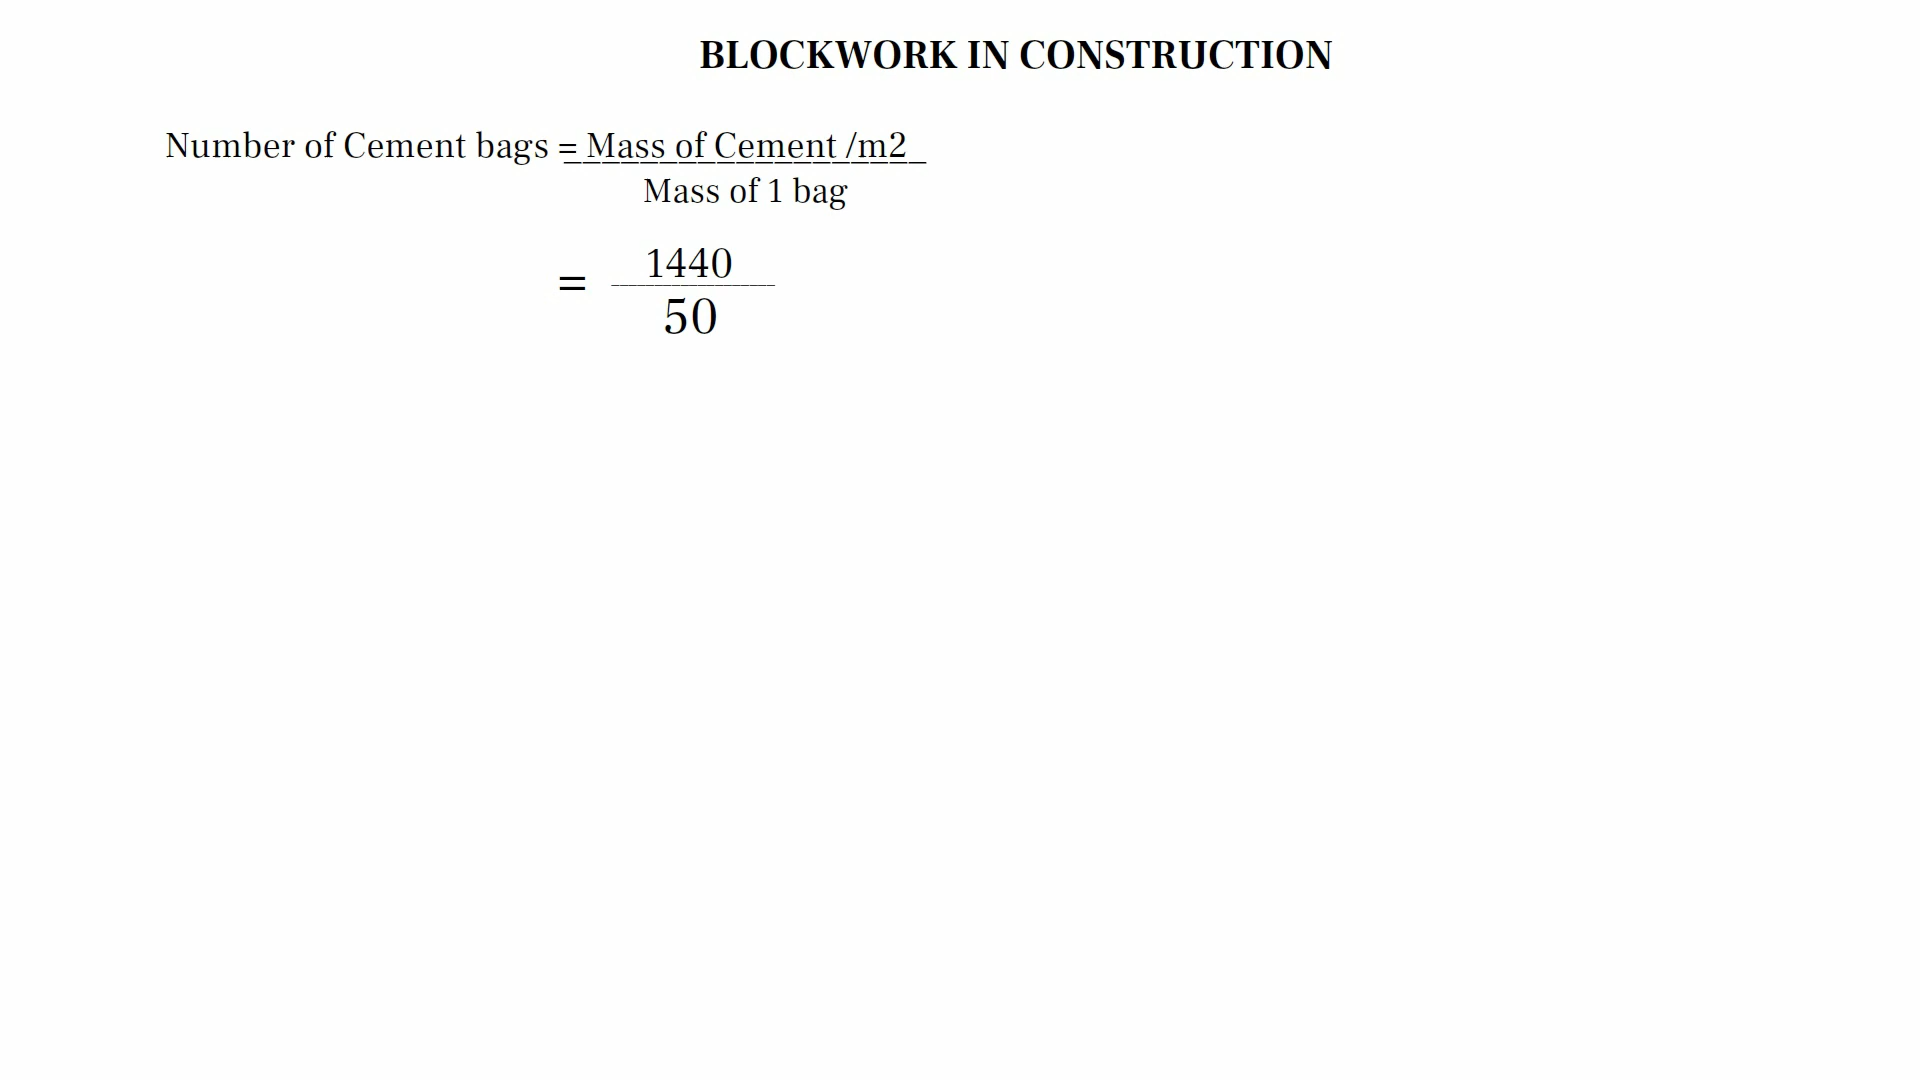 BLOCKWORK IN CONSTRUCTION
Number of Cement bags = Mass of Cement /m2
Mass of 1 bag
= 1440
50